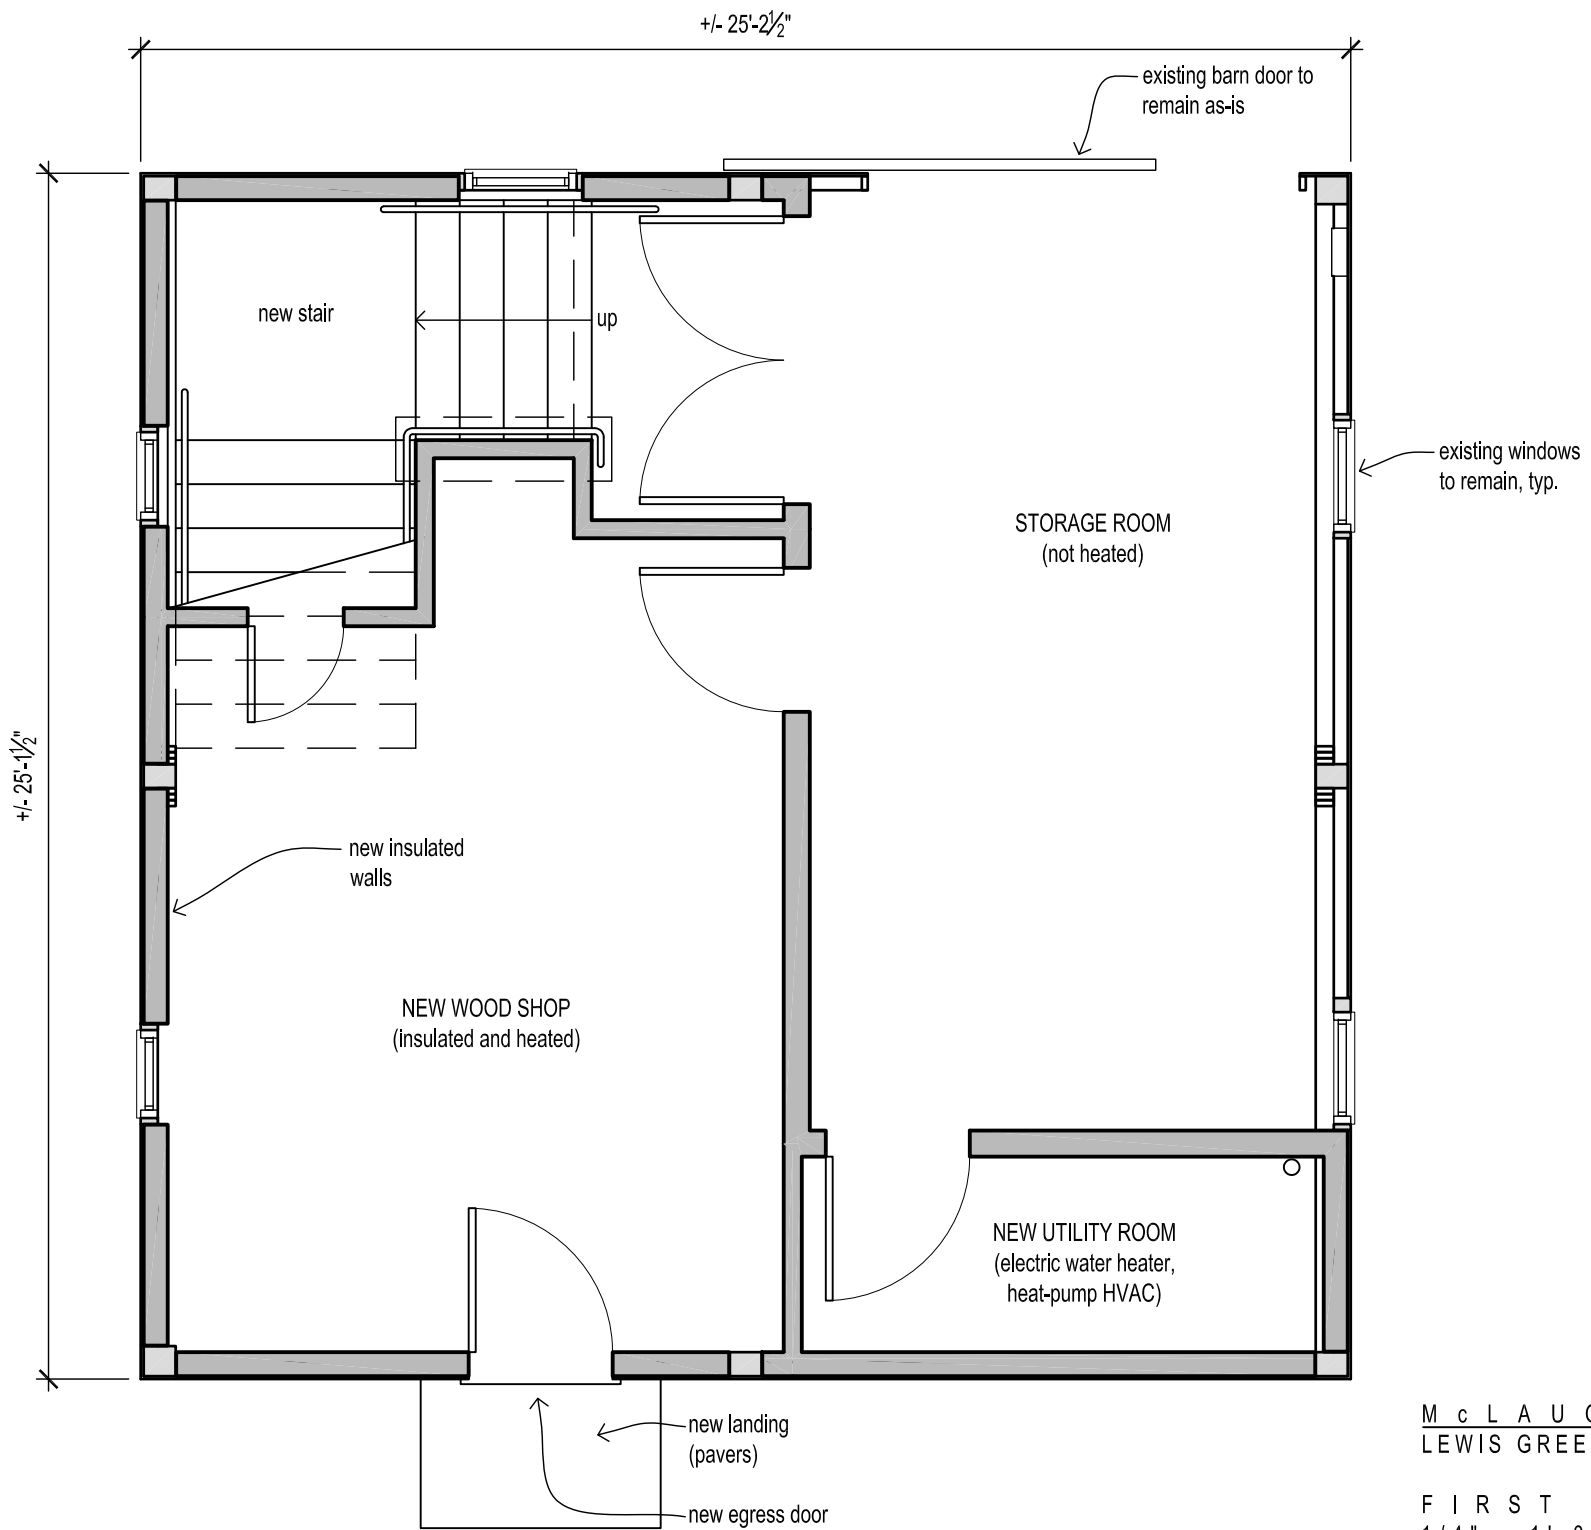 +/- 25'-2½"
existing barn door to
remain as-is
new stair
up
existing windows
to remain, typ.
STORAGE ROOM
(not heated)
+/- 25'-1½"
new insulated
walls
NEW WOOD SHOP
(insulated and heated)
NEW UTILITY ROOM
(electric water heater,
heat-pump HVAC)
new landing
(pavers)
new egress door
McLAU
LEWIS GREE
FIRST